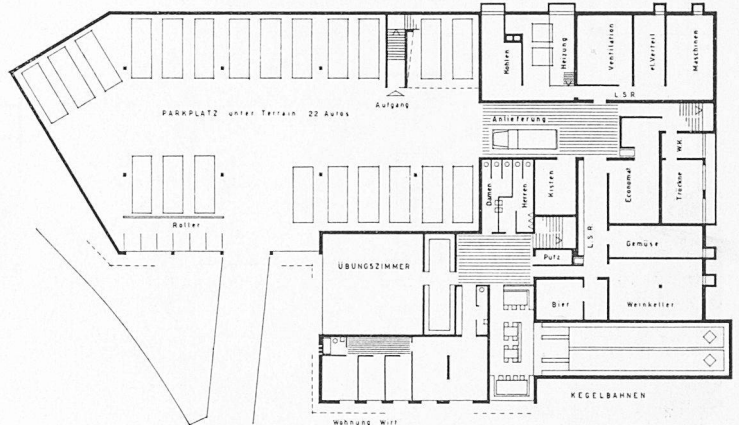 PARKPLATZ unter Terrain 22 Autos
Aufgang
Kohlen
Heizung
Ventilation
el. Verteil
Maschinen
L.S.R
Anlieferung
W.K
Damen
Herren
Kisten
Economat
Tröckne
Roller
L.S.R
Gemüse
ÜBUNGSZIMMER
Putz
Bier
Weinkeller
KEGELBAHNEN
Wohnung Wirt